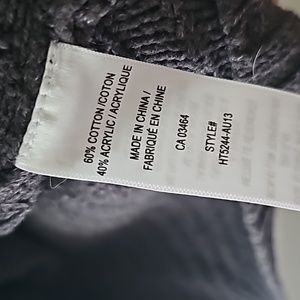 60% COTTON /COTON
40% ACRYLIC / ACRYLIQUE
MADE IN CHINA /
FABRIQUÉ EN CHINE
CA 03464
STYLE#
HT5244-AU13